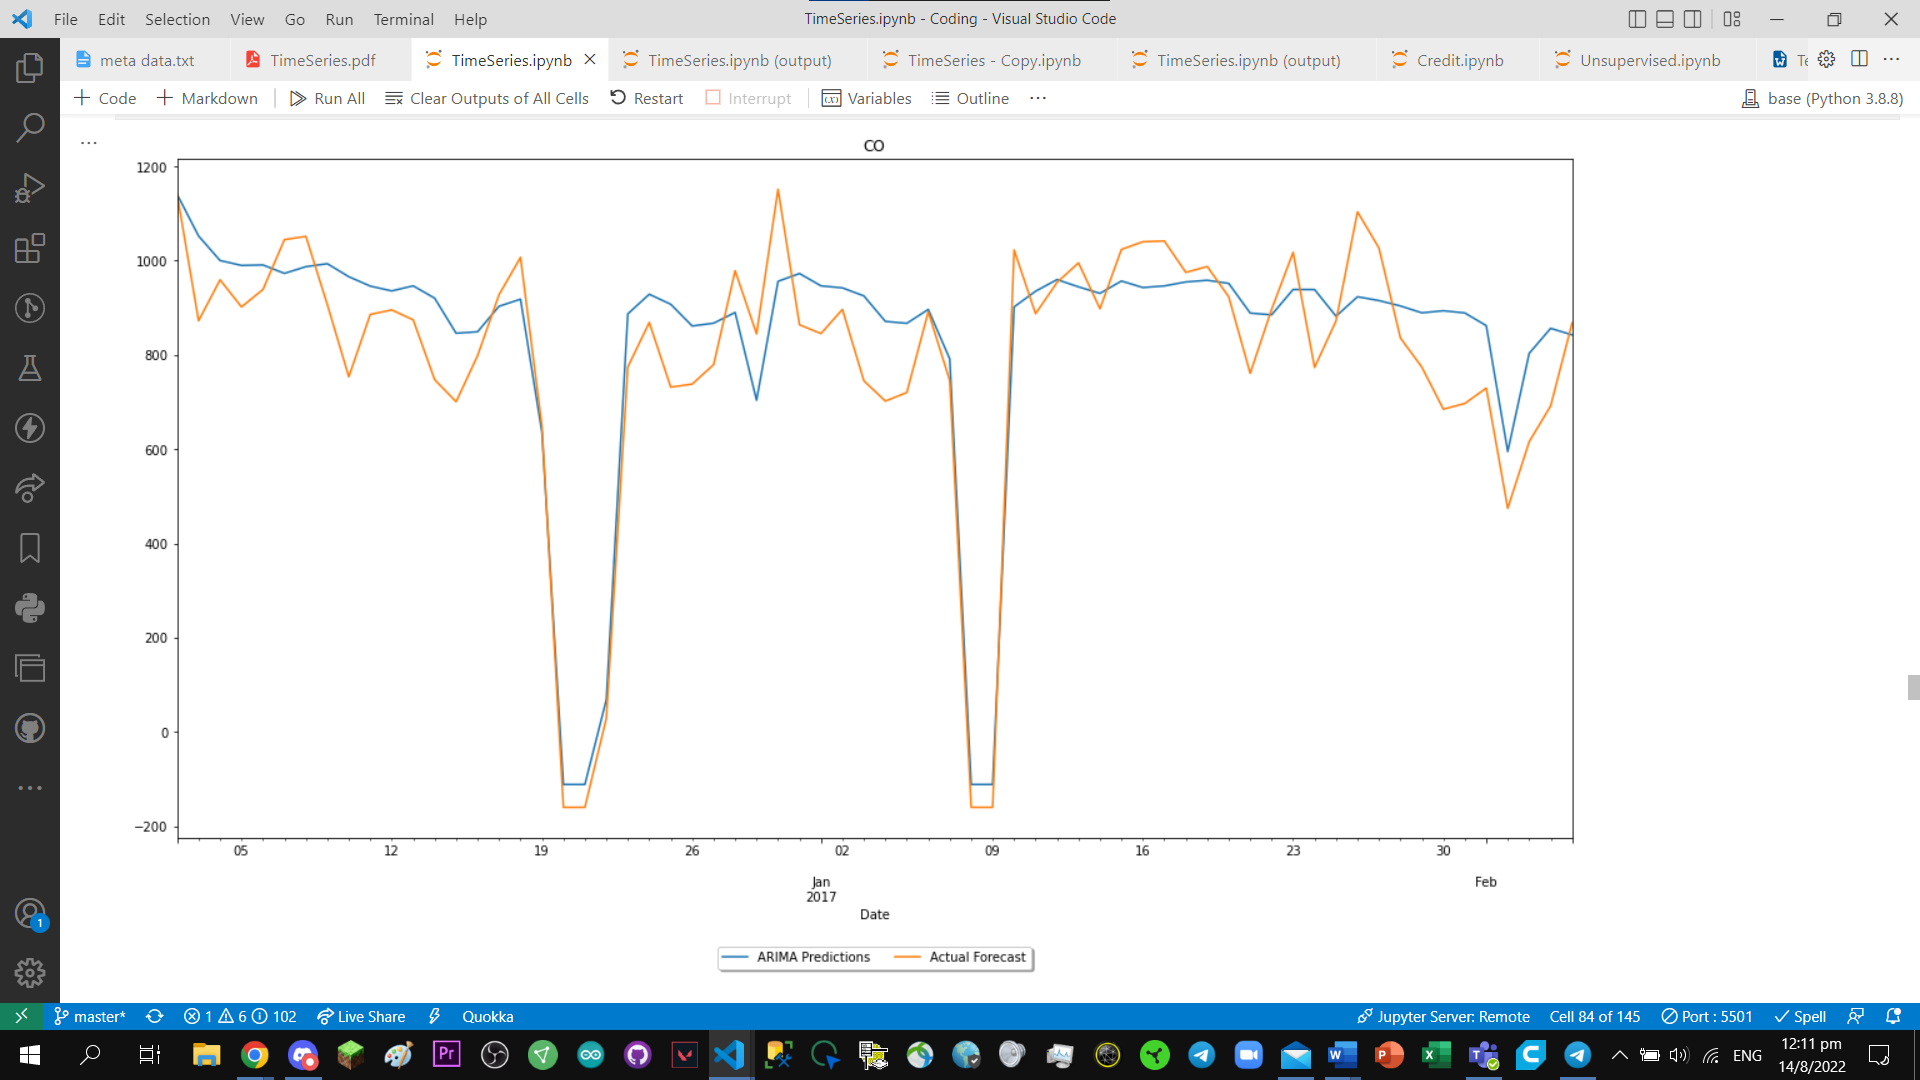 File Edit Selection View Go Run Terminal Help TimeSeries.ipynb - Coding - Visual Studio Code
meta data.txt TimeSeries.pdf TimeSeries.ipynb TimeSeries.ipynb (output) TimeSeries - Copy.ipynb TimeSeries.ipynb (output) Credit.ipynb Unsupervised.ipynb
Code Markdown Run All Clear Outputs of All Cells Restart Interrupt Variables Outline base (Python 3.8.8)
CO
1200
1000
800
600
400
200
0
−200
05 12 19 26 02 09 16 23 30
Jan Feb
2017
Date
ARIMA Predictions Actual Forecast
1
master* 1 6 102 Live Share Quokka Jupyter Server: Remote Cell 84 of 145 Port : 5501 Spell
Pr ENG 12:11 pm
14/8/2022